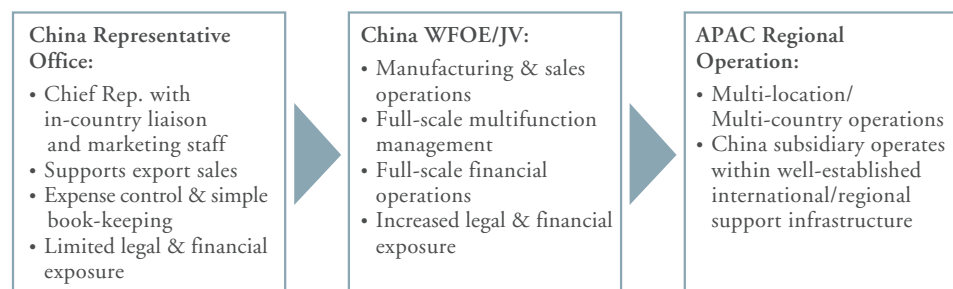 China Representative
Office:
• Chief Rep. with
in-country liaison
and marketing staff
• Supports export sales
• Expense control & simple
book-keeping
• Limited legal & financial
exposure
China WFOE/JV:
• Manufacturing & sales
operations
• Full-scale multifunction
management
• Full-scale financial
operations
• Increased legal & financial
exposure
APAC Regional
Operation:
• Multi-location/
Multi-country operations
• China subsidiary operates
within well-established
international/regional
support infrastructure